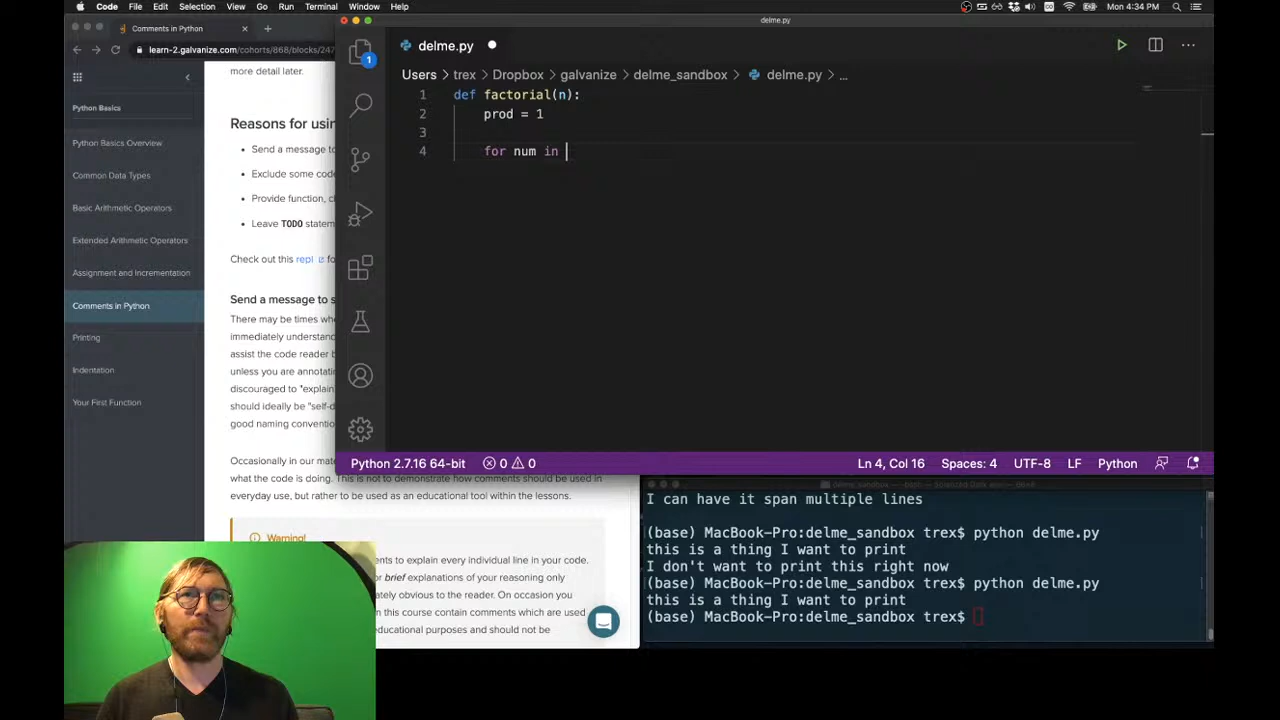 Code File Edit Selection View Go Run Terminal Window Help
Mon 4:34 PM
Comments in Python
learn-2.galvanize.com/cohorts/868/blocks/247
Python Basics
Python Basics Overview
Common Data Types
Basic Arithmetic Operators
Extended Arithmetic Operators
Assignment and Incrementation
Comments in Python
Printing
Indentation
Your First Function
more detail later.
Reasons for usin
Send a message to
Exclude some code
Provide function, cl
Leave TODO statem
Check out this repl fo
Send a message to s
There may be times whe
immediately understand
assist the code reader b
unless you are annotatin
discouraged to "explain
should ideally be "self-d
good naming conventio
Occasionally in our mate
what the code is doing. This is not to demonstrate how comments should be used in
everyday use, but rather to be used as an educational tool within the lessons.
Warning!
ents to explain every individual line in your code.
or brief explanations of your reasoning only
ately obvious to the reader. On occasion you
n this course contain comments which are used
educational purposes and should not be
delme.py
1
delme.py
Users > trex > Dropbox > galvanize > delme_sandbox > delme.py > ...
1 def factorial(n):
2 prod = 1
3
4 for num in
Python 2.7.16 64-bit 0 0 Ln 4, Col 16 Spaces: 4 UTF-8 LF Python
I can have it span multiple lines
(base) MacBook-Pro:delme_sandbox trex$ python delme.py
this is a thing I want to print
I don't want to print this right now
(base) MacBook-Pro:delme_sandbox trex$ python delme.py
this is a thing I want to print
(base) MacBook-Pro:delme_sandbox trex$